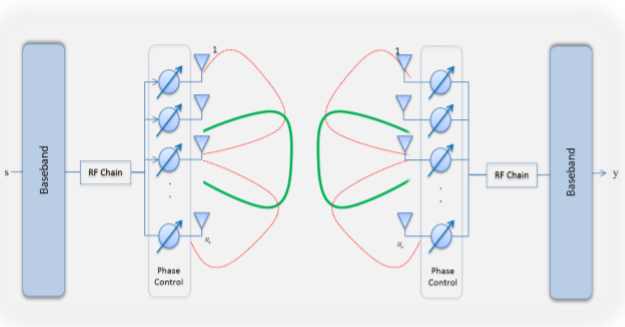 1
1
s
Baseband
RF Chain
RF Chain
Baseband
y
Phase
Control
Phase
Control